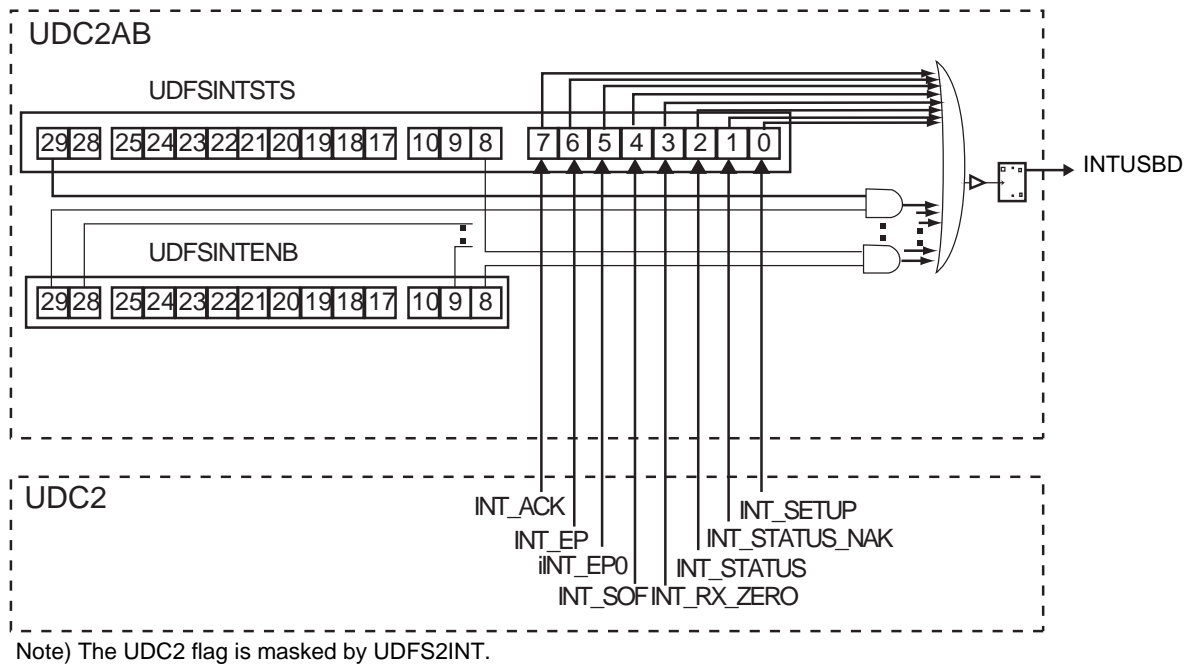 UDC2AB
UDFSINTSTS
29 28 25 24 23 22 21 20 19 18 17 10 9 8 7 6 5 4 3 2 1 0
INTUSBD
UDFSINTENB
29 28 25 24 23 22 21 20 19 18 17 10 9 8
UDC2
INT_ACK
INT_SETUP
INT_EP
INT_STATUS_NAK
iINT_EP0
INT_STATUS
INT_SOF
INT_RX_ZERO
Note) The UDC2 flag is masked by UDFS2INT.